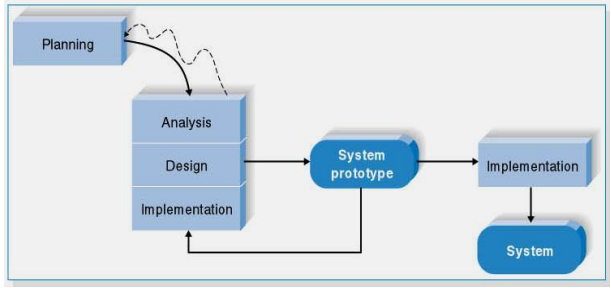 Planning
Analysis
Design
Implementation
System
prototype
Implementation
System